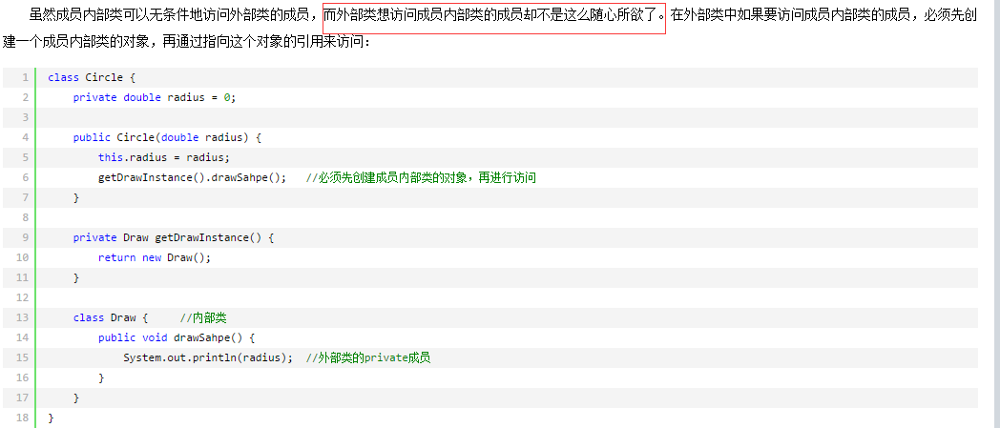 虽然成员内部类可以无条件地访问外部类的成员，而外部类想访问成员内部类的成员却不是这么随心所欲了。在外部类中如果要访问成员内部类的成员，必须先创
建一个成员内部类的对象，再通过指向这个对象的引用来访问：
1 class Circle {
2 private double radius = 0;
3
4 public Circle(double radius) {
5 this.radius = radius;
6 getDrawInstance().drawSahpe(); //必须先创建成员内部类的对象，再进行访问
7 }
8
9 private Draw getDrawInstance() {
10 return new Draw();
11 }
12
13 class Draw { //内部类
14 public void drawSahpe() {
15 System.out.println(radius); //外部类的private成员
16 }
17 }
18 }